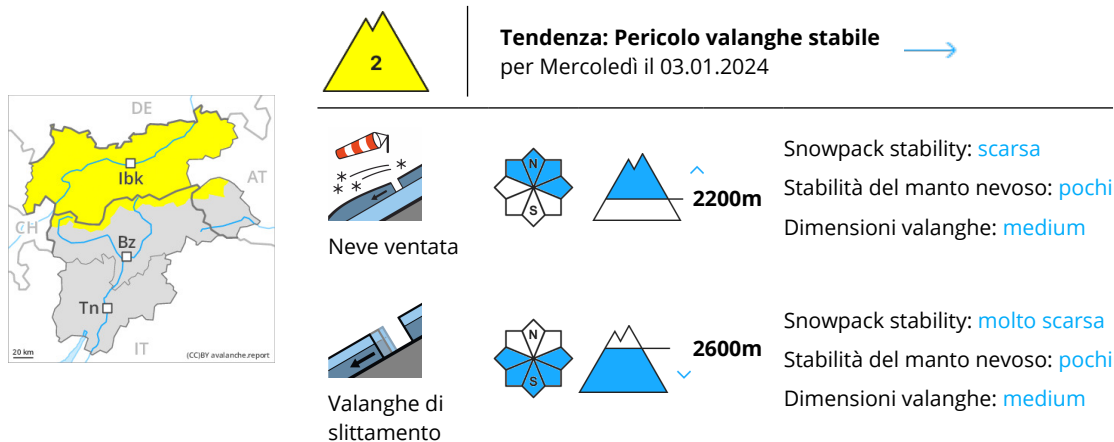 2
Tendenza: Pericolo valanghe stabile
per Mercoledì il 03.01.2024
DE
AT
CH
IT
Ibk
Bz
Tn
20 km
(CC)BY avalanche.report
Neve ventata
N
S
2200m
Snowpack stability: scarsa
Stabilità del manto nevoso: pochi
Dimensioni valanghe: medium
Valanghe di
slittamento
N
S
2600m
Snowpack stability: molto scarsa
Stabilità del manto nevoso: pochi
Dimensioni valanghe: medium